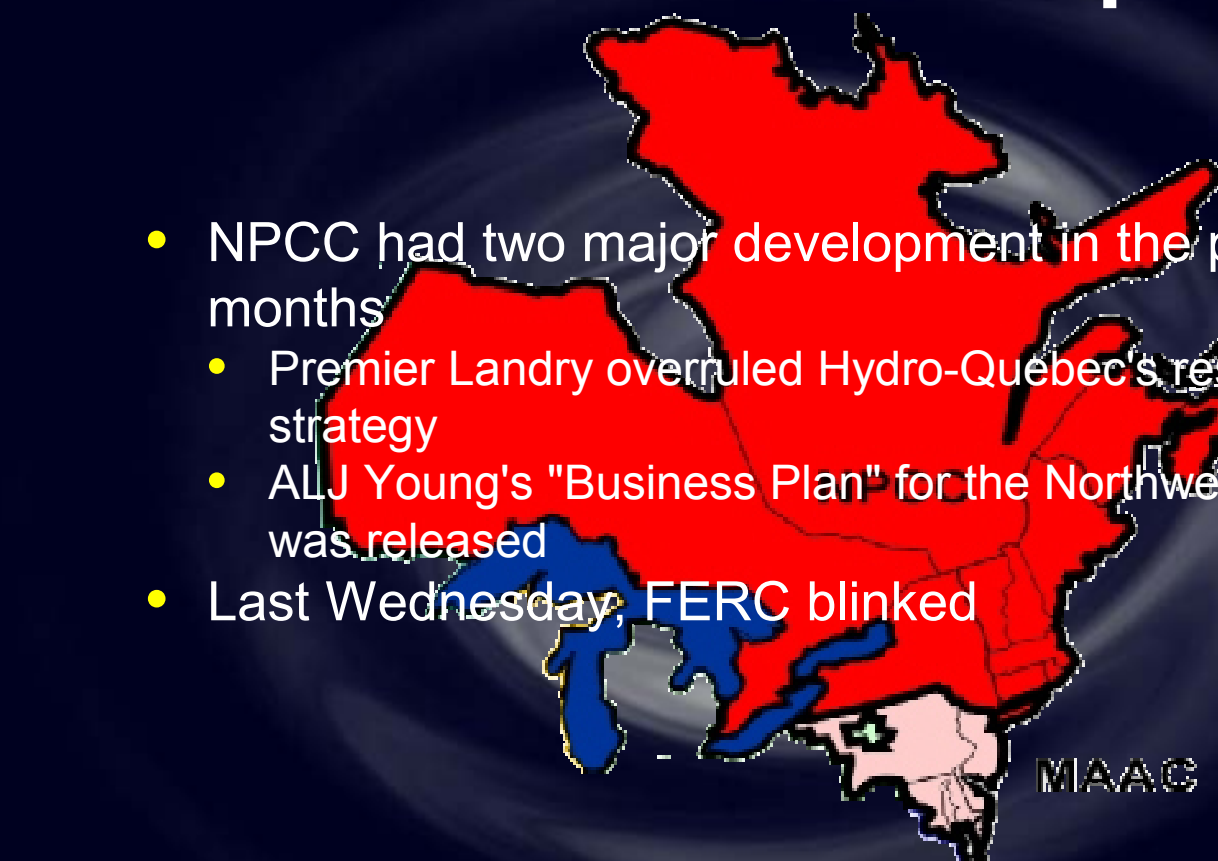 NPCC had two major development in the
months
Premier Landry overruled Hydro-Quebec's
strategy
ALJ Young's "Business Plan" for the
was released
Last Wednesday, FERC blinked
MAAC